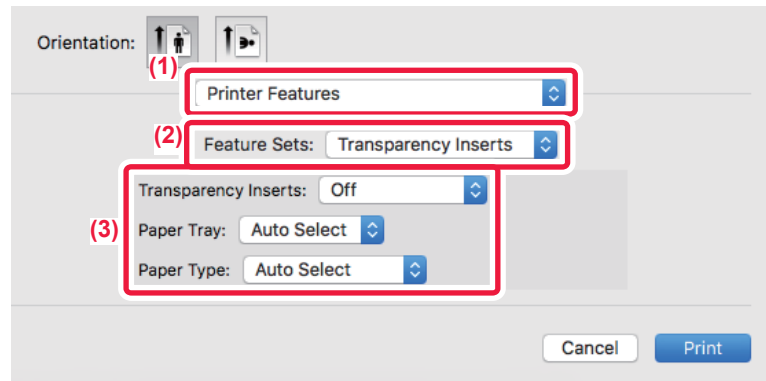 Orientation:
(1)
Printer Features
(2)
Feature Sets: Transparency Inserts
Transparency Inserts: Off
(3)
Paper Tray: Auto Select
Paper Type: Auto Select
Cancel Print